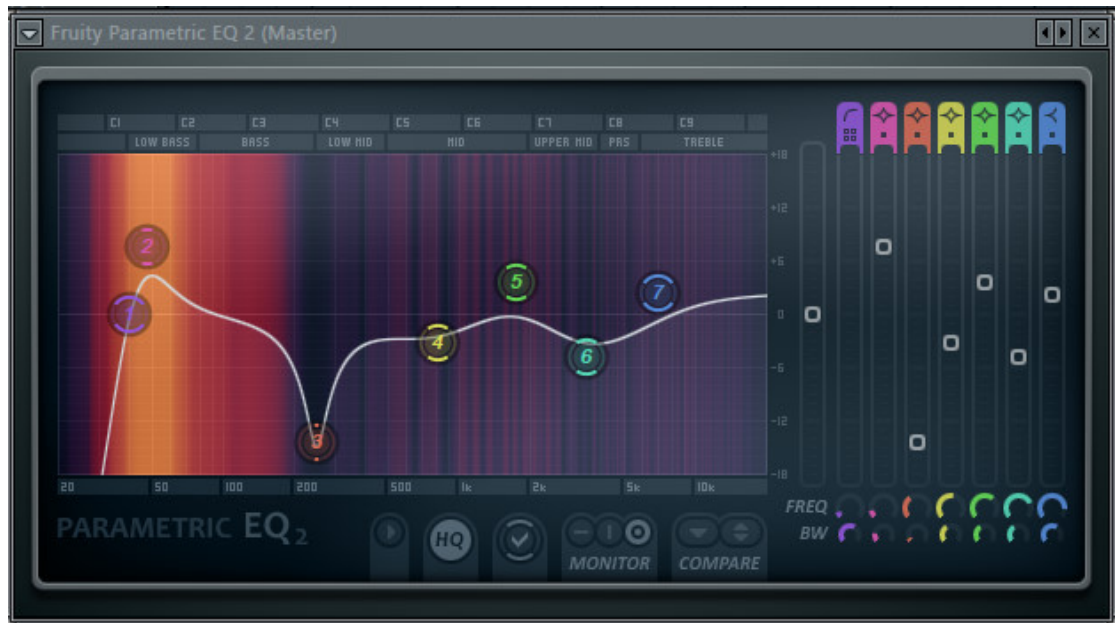 Fruity Parametric EQ 2 (Master)
C1 C2 C3 C4 C5 C6 C7 C8 C9
LOW BASS BASS LOW MID MID UPPER MID PRS TREBLE
+18
+12
+6
0
-6
-12
-18
2
1
5
7
4
6
3
20 50 100 200 500 1k 2k 5k 10k
FREQ
BW
PARAMETRIC EQ2
HQ
MONITOR
COMPARE